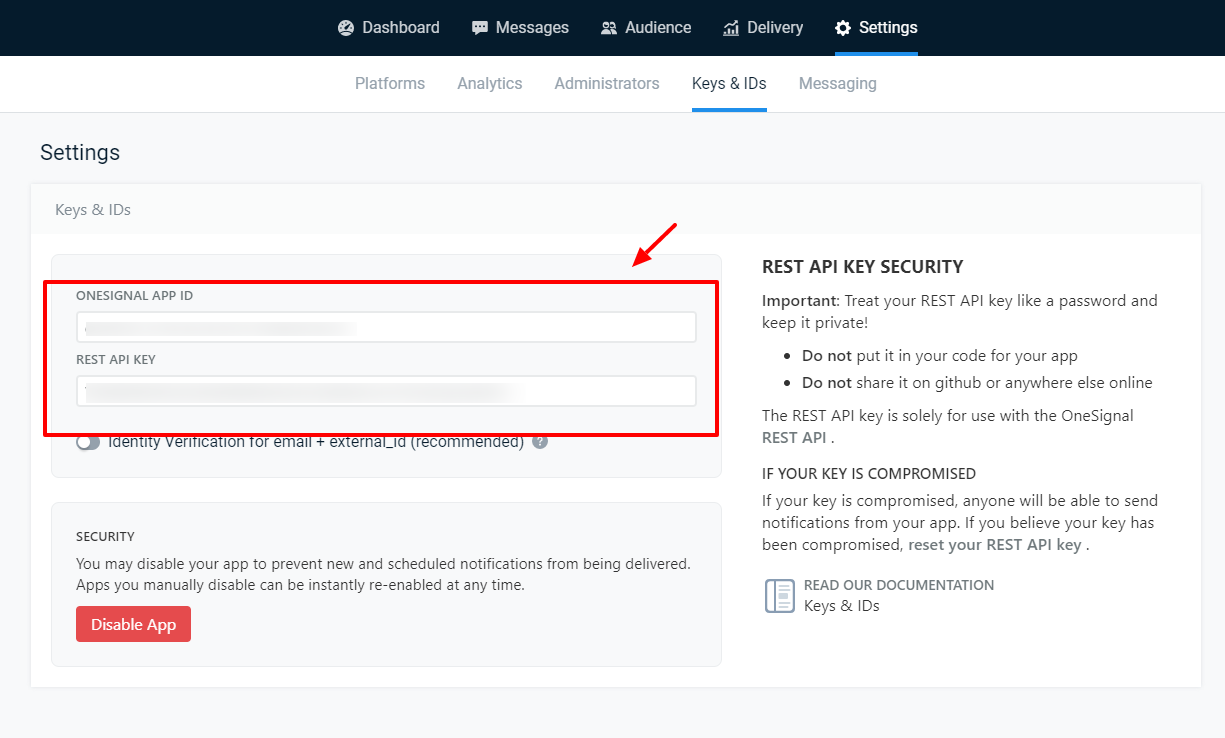 Dashboard
Messages
Audience
Delivery
Settings
Platforms
Analytics
Administrators
Keys & IDs
Messaging
Settings
Keys & IDs
ONESIGNAL APP ID
REST API KEY
Identity Verification for email + external_id (recommended) ?
SECURITY
You may disable your app to prevent new and scheduled notifications from being delivered.
Apps you manually disable can be instantly re-enabled at any time.
Disable App
REST API KEY SECURITY
Important: Treat your REST API key like a password and
keep it private!
• Do not put it in your code for your app
• Do not share it on github or anywhere else online
The REST API key is solely for use with the OneSignal
REST API .
IF YOUR KEY IS COMPROMISED
If your key is compromised, anyone will be able to send
notifications from your app. If you believe your key has
been compromised, reset your REST API key .
READ OUR DOCUMENTATION
Keys & IDs